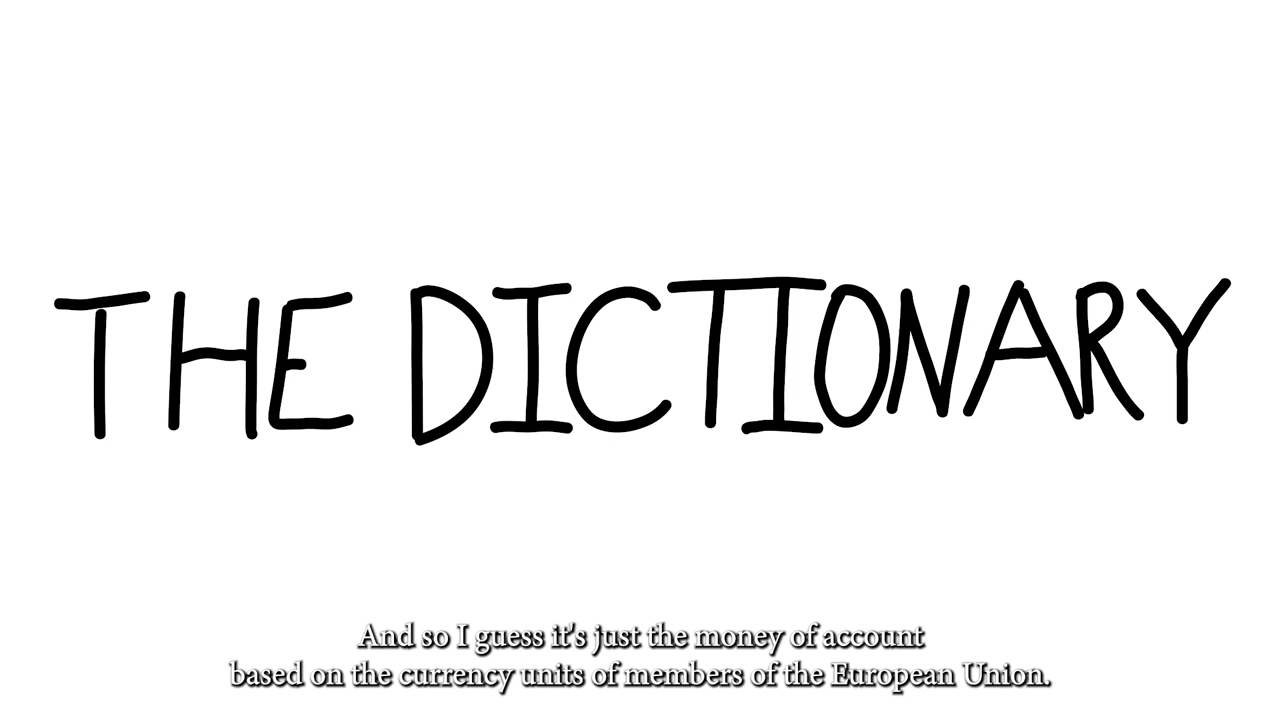 THE DICTIONARY
And so I guess it's just the money of account
based on the currency units of members of the European Union.